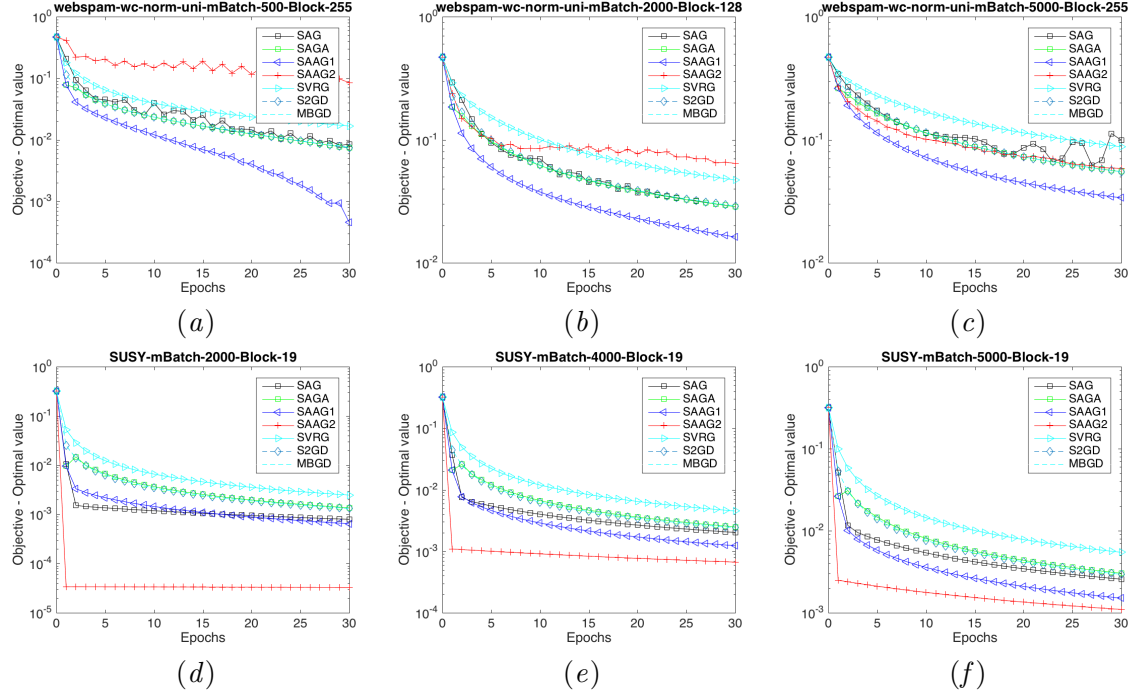 webspam-wc-norm-uni-mBatch-500-Block-255
Objective - Optimal value
10^0
10^-1
10^-2
10^-3
10^-4
0 5 10 15 20 25 30
Epochs
SAG
SAGA
SAAG1
SAAG2
SVRG
S2GD
MBGD
(a)
webspam-wc-norm-uni-mBatch-2000-Block-128
Objective - Optimal value
10^0
10^-1
10^-2
0 5 10 15 20 25 30
Epochs
SAG
SAGA
SAAG1
SAAG2
SVRG
S2GD
MBGD
(b)
webspam-wc-norm-uni-mBatch-5000-Block-255
Objective - Optimal value
10^0
10^-1
10^-2
0 5 10 15 20 25 30
Epochs
SAG
SAGA
SAAG1
SAAG2
SVRG
S2GD
MBGD
(c)
SUSY-mBatch-2000-Block-19
Objective - Optimal value
10^0
10^-1
10^-2
10^-3
10^-4
10^-5
0 5 10 15 20 25 30
Epochs
SAG
SAGA
SAAG1
SAAG2
SVRG
S2GD
MBGD
(d)
SUSY-mBatch-4000-Block-19
Objective - Optimal value
10^0
10^-1
10^-2
10^-3
10^-4
0 5 10 15 20 25 30
Epochs
SAG
SAGA
SAAG1
SAAG2
SVRG
S2GD
MBGD
(e)
SUSY-mBatch-5000-Block-19
Objective - Optimal value
10^0
10^-1
10^-2
10^-3
0 5 10 15 20 25 30
Epochs
SAG
SAGA
SAAG1
SAAG2
SVRG
S2GD
MBGD
(f)